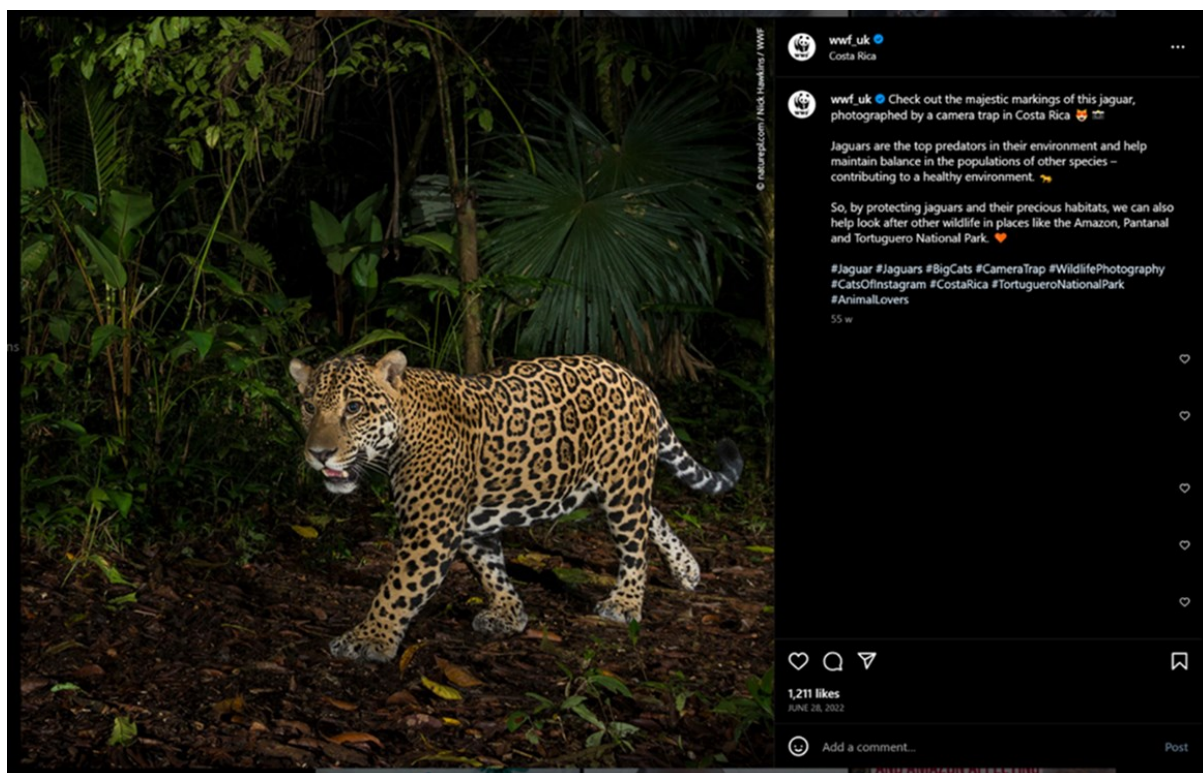 © naturepl.com / Nick Hawkins / WWF
wwf_uk
Costa Rica
wwf_uk Check out the majestic markings of this jaguar,
photographed by a camera trap in Costa Rica 🐯 📸
Jaguars are the top predators in their environment and help
maintain balance in the populations of other species –
contributing to a healthy environment. 🐆
So, by protecting jaguars and their precious habitats, we can also
help look after other wildlife in places like the Amazon, Pantanal
and Tortuguero National Park. 🧡
#Jaguar #Jaguars #BigCats #CameraTrap #WildlifePhotography
#CatsOfInstagram #CostaRica #TortugueroNationalPark
#AnimalLovers
55 w
1,211 likes
JUNE 28, 2022
Add a comment...
Post